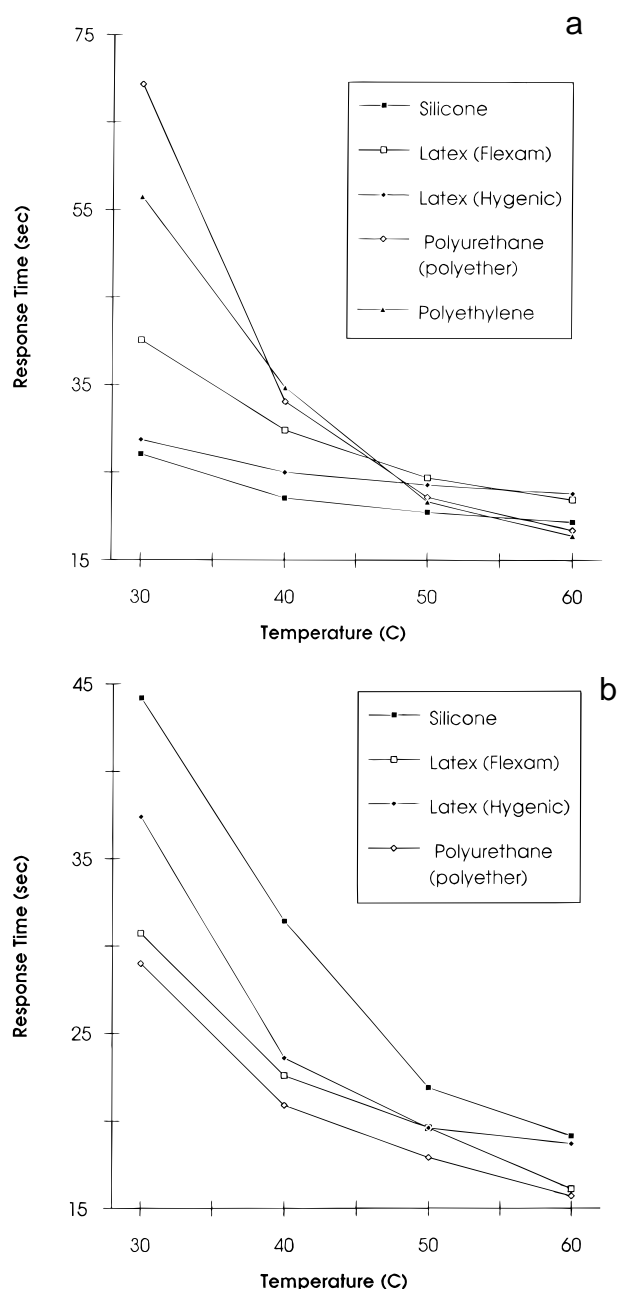 a
75
55
35
15
Response Time (sec)
Silicone
Latex (Flexam)
Latex (Hygenic)
Polyurethane
(polyether)
Polyethylene
30 40 50 60
Temperature (C)
b
45
35
25
15
Response Time (sec)
Silicone
Latex (Flexam)
Latex (Hygenic)
Polyurethane
(polyether)
30 40 50 60
Temperature (C)